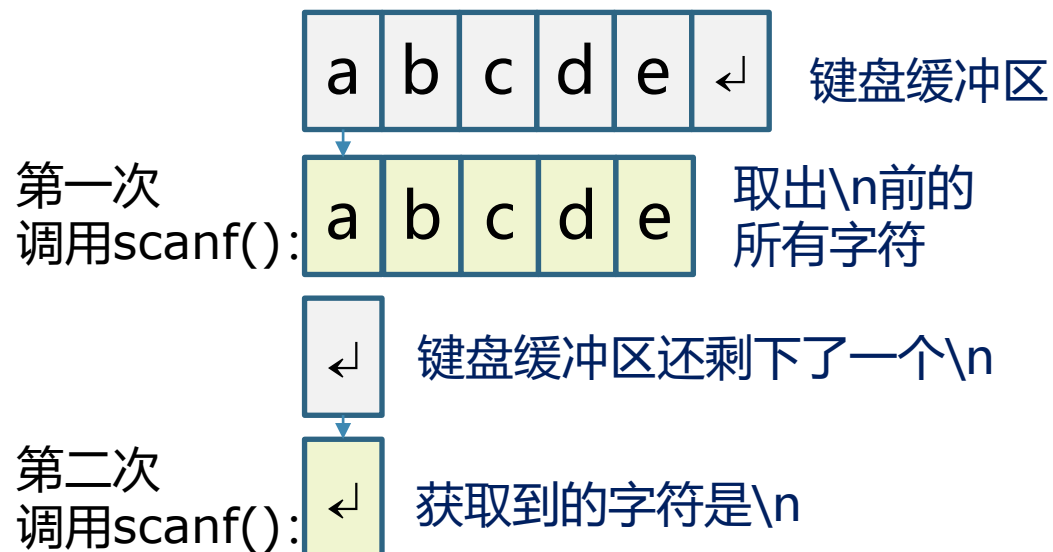 a b c d e ↲ 键盘缓冲区
第一次
调用scanf():
a b c d e
取出\n前的
所有字符
↲ 键盘缓冲区还剩下了一个\n
第二次
调用scanf():
↲ 获取到的字符是\n